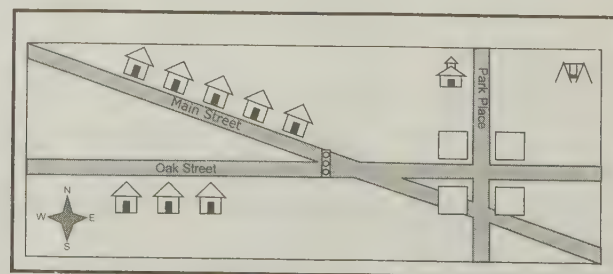 Main Street
Park Place
Oak Street
N
W E
S